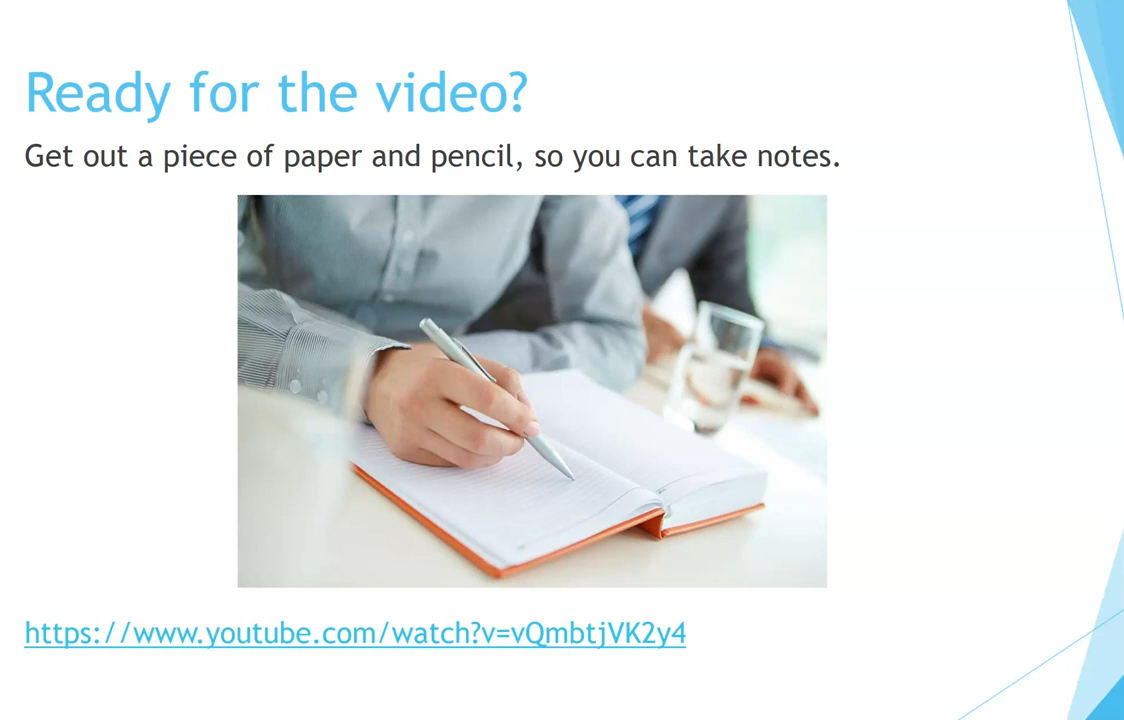 Ready for the video?
Get out a piece of paper and pencil, so you can take notes.
https://www.youtube.com/watch?v=vQmbtjVK2y4